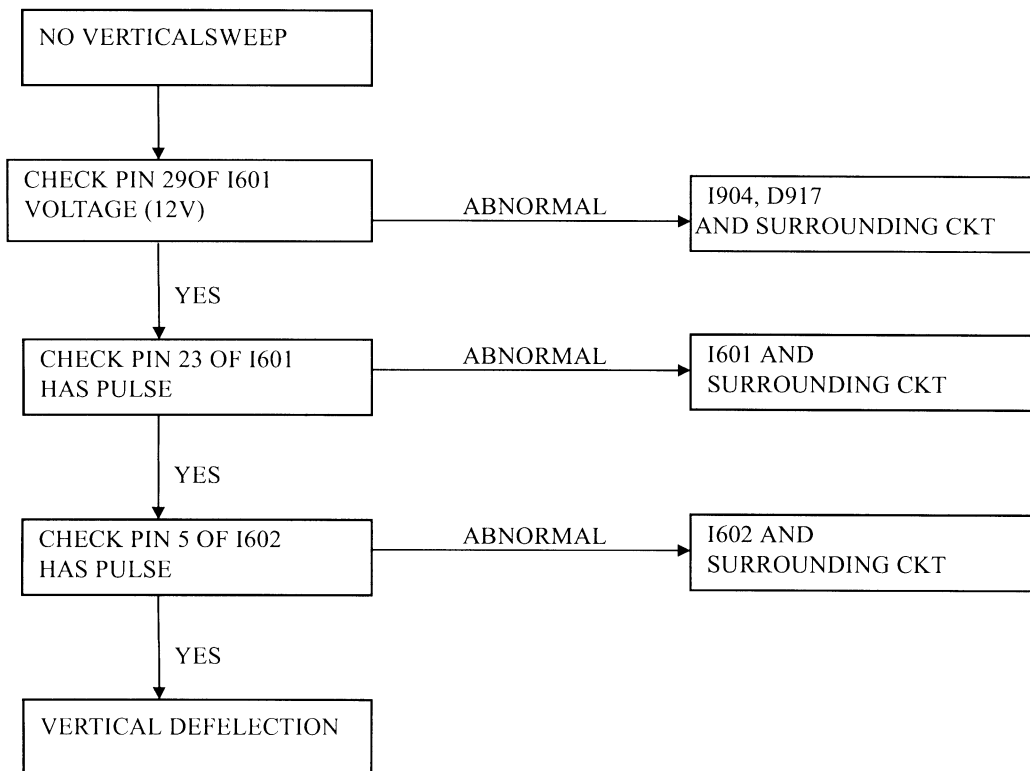 NO VERTICALSWEEP
CHECK PIN 29OF I601
VOLTAGE (12V)
ABNORMAL
I904, D917
AND SURROUNDING CKT
YES
CHECK PIN 23 OF I601
HAS PULSE
ABNORMAL
I601 AND
SURROUNDING CKT
YES
CHECK PIN 5 OF I602
HAS PULSE
ABNORMAL
I602 AND
SURROUNDING CKT
YES
VERTICAL DEFELECTION